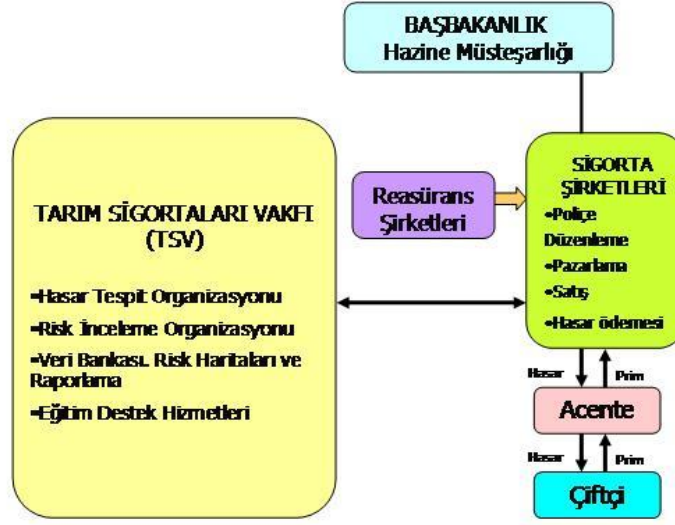 BAŞBAKANLIK
Hazine Müsteşarlığı
TARIM SİGORTALARI VAKFI
(TSV)
•Hasar Tespit Organizasyonu
•Risk İnceleme Organizasyonu
•Veri Bankası. Risk Haritaları ve
Raporlama
•Eğitim Destek Hizmetleri
Reasürans
Şirketleri
SİGORTA
ŞİRKETLERİ
•Poliçe
Düzenleme
•Pazarlama
•Satış
•Hasar ödemesi
Hasar
Prim
Acente
Hasar
Prim
Çiftçi